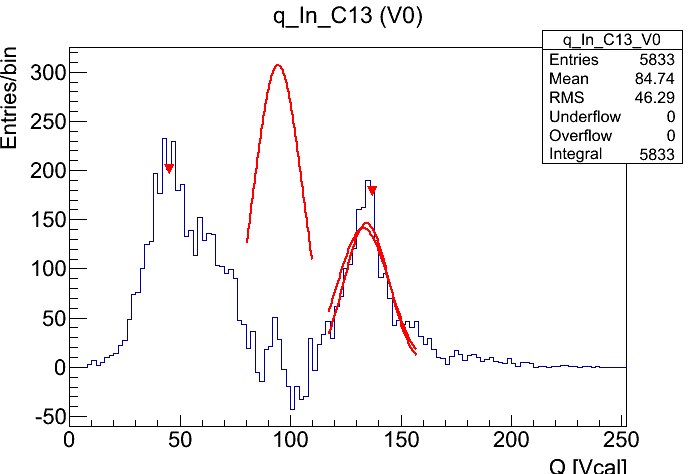 q_In_C13 (V0)
q_In_C13_V0
Entries 5833
Mean 84.74
RMS 46.29
Underflow 0
Overflow 0
Integral 5833
Entries/bin
300
250
200
150
100
50
0
-50
0 50 100 150 200 250
Q [Vcal]